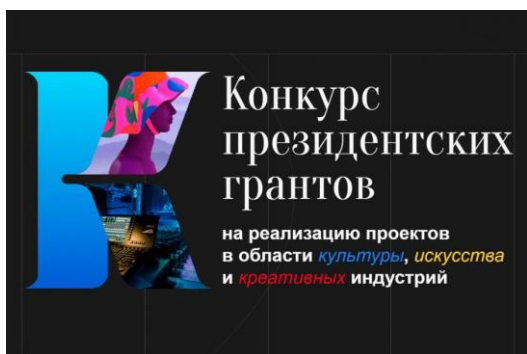 Конкурс
президентских
грантов
на реализацию проектов
в области культуры, искусства
и креативных индустрий